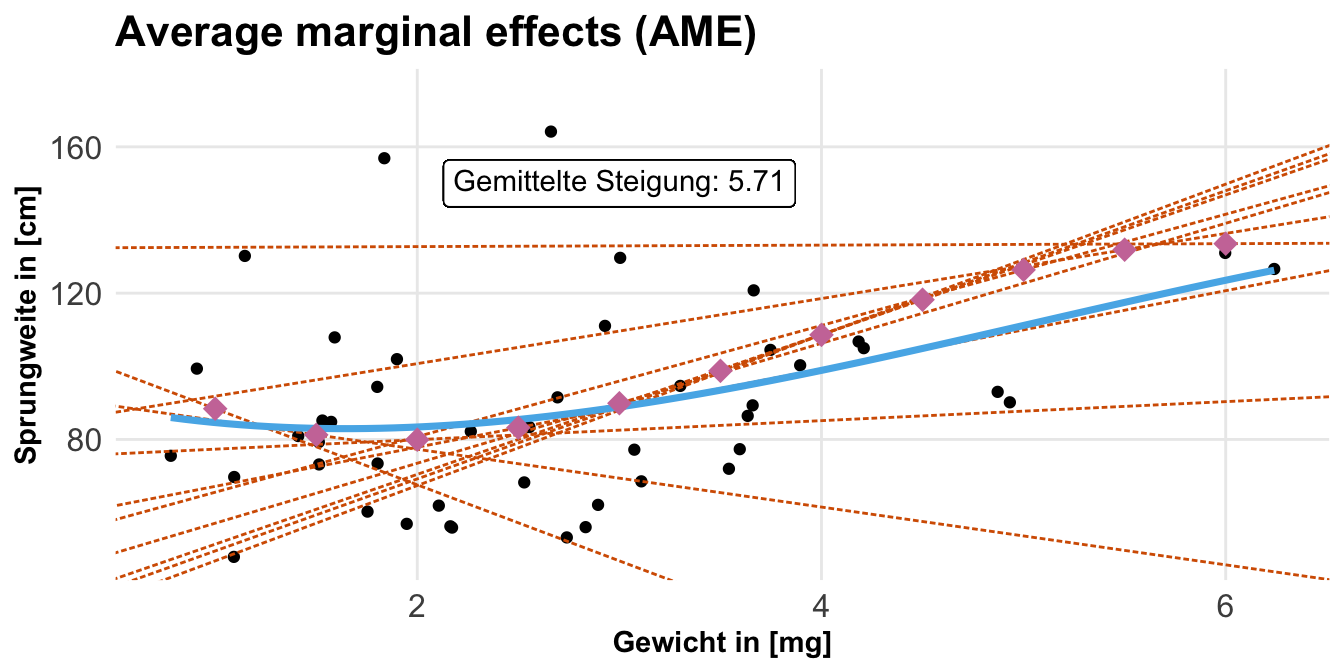 Average marginal effects (AME)
Sprungweite in [cm]
160
120
80
Gemittelte Steigung: 5.71
2
4
6
Gewicht in [mg]